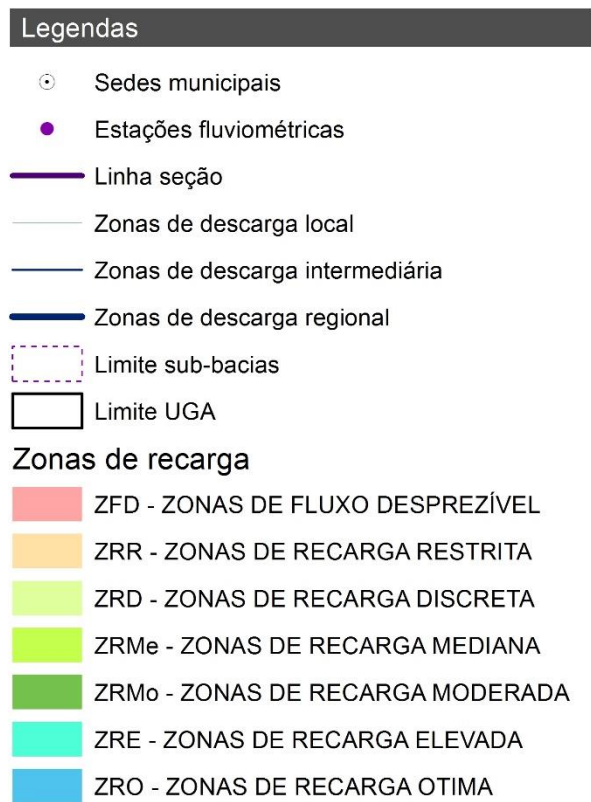 Legendas
Sedes municipais
Estações fluviométricas
Linha seção
Zonas de descarga local
Zonas de descarga intermediária
Zonas de descarga regional
Limite sub-bacias
Limite UGA
Zonas de recarga
ZFD - ZONAS DE FLUXO DESPREZÍVEL
ZRR - ZONAS DE RECARGA RESTRITA
ZRD - ZONAS DE RECARGA DISCRETA
ZRMe - ZONAS DE RECARGA MEDIANA
ZRMo - ZONAS DE RECARGA MODERADA
ZRE - ZONAS DE RECARGA ELEVADA
ZRO - ZONAS DE RECARGA OTIMA